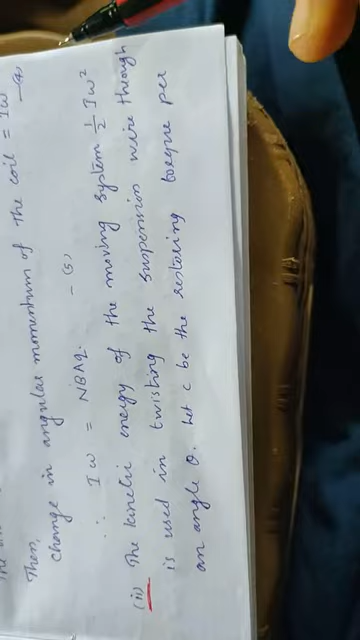 Then,
change in angular momentum of the coil = Iω —(4)
∴ Iω = NBAq. —(5)
(ii) The kinetic energy of the moving system ½ Iω²
is used in twisting the suspension wire through
an angle θ. Let c be the restoring torque per